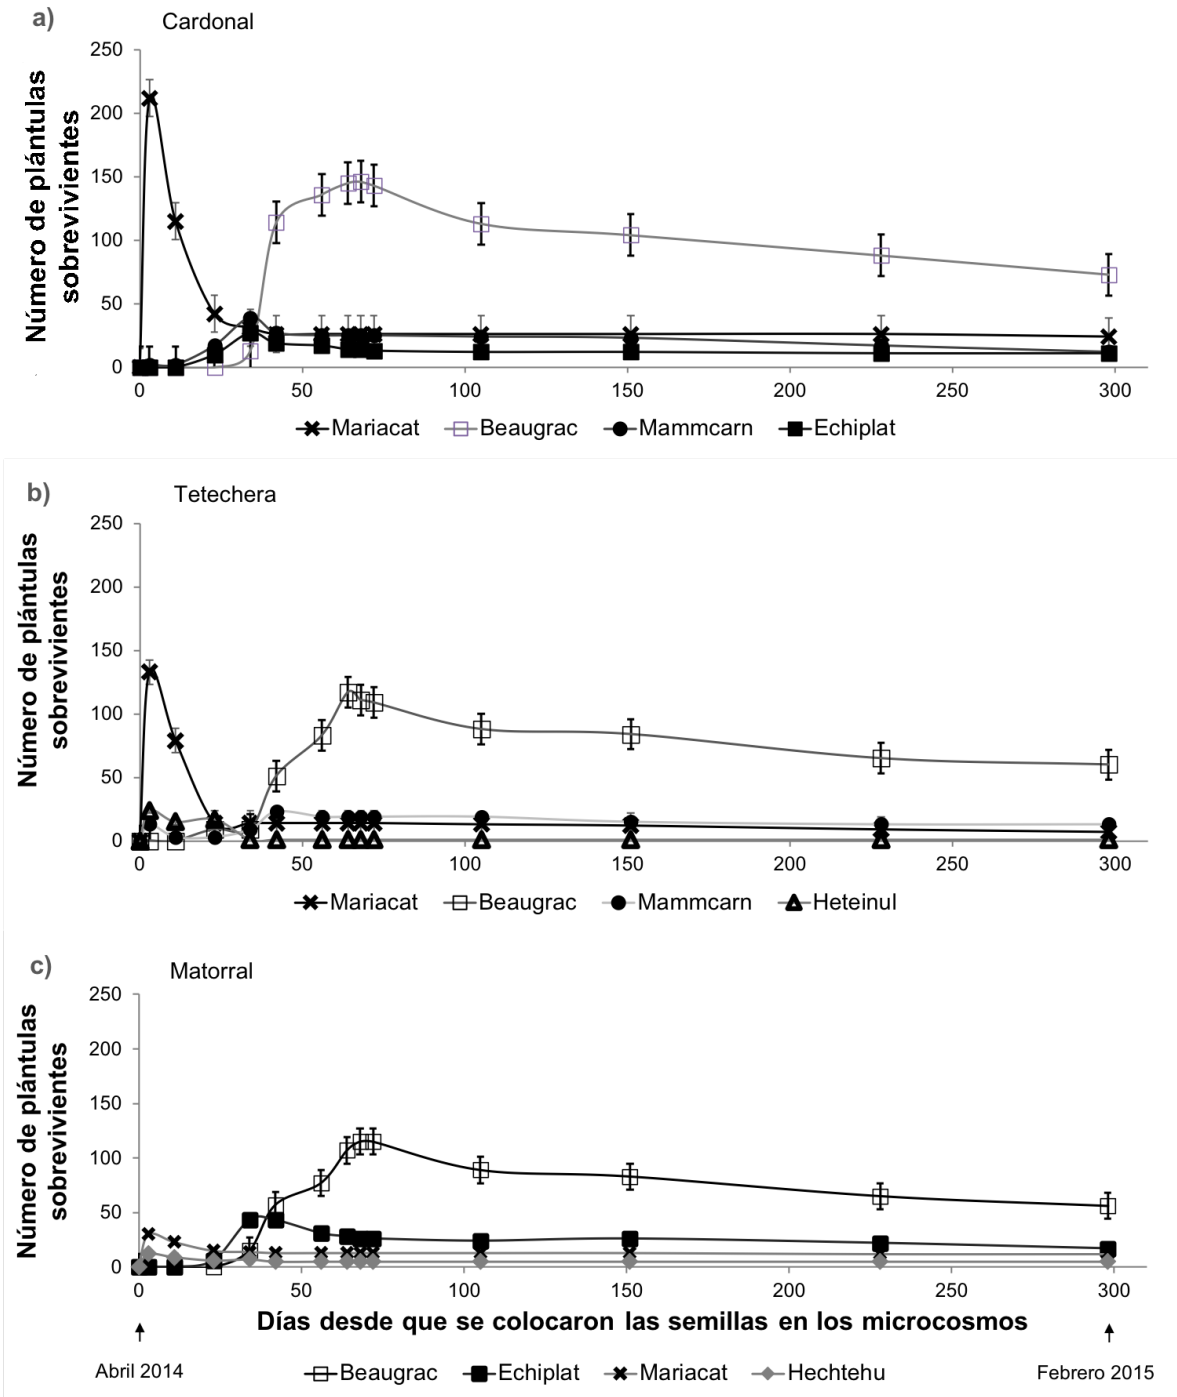 a)
Cardonal
Número de plántulas
sobrevivientes
250
200
150
100
50
0
0 50 100 150 200 250 300
Mariacat Beaugrac Mammcarn Echiplat
b)
Tetechera
Número de plántulas
sobrevivientes
250
200
150
100
50
0
0 50 100 150 200 250 300
Mariacat Beaugrac Mammcarn Heteinul
c)
Matorral
Número de plántulas
sobrevivientes
250
200
150
100
50
0
0 50 100 150 200 250 300
Días desde que se colocaron las semillas en los microcosmos
Abril 2014
Febrero 2015
Beaugrac Echiplat Mariacat Hechtehu